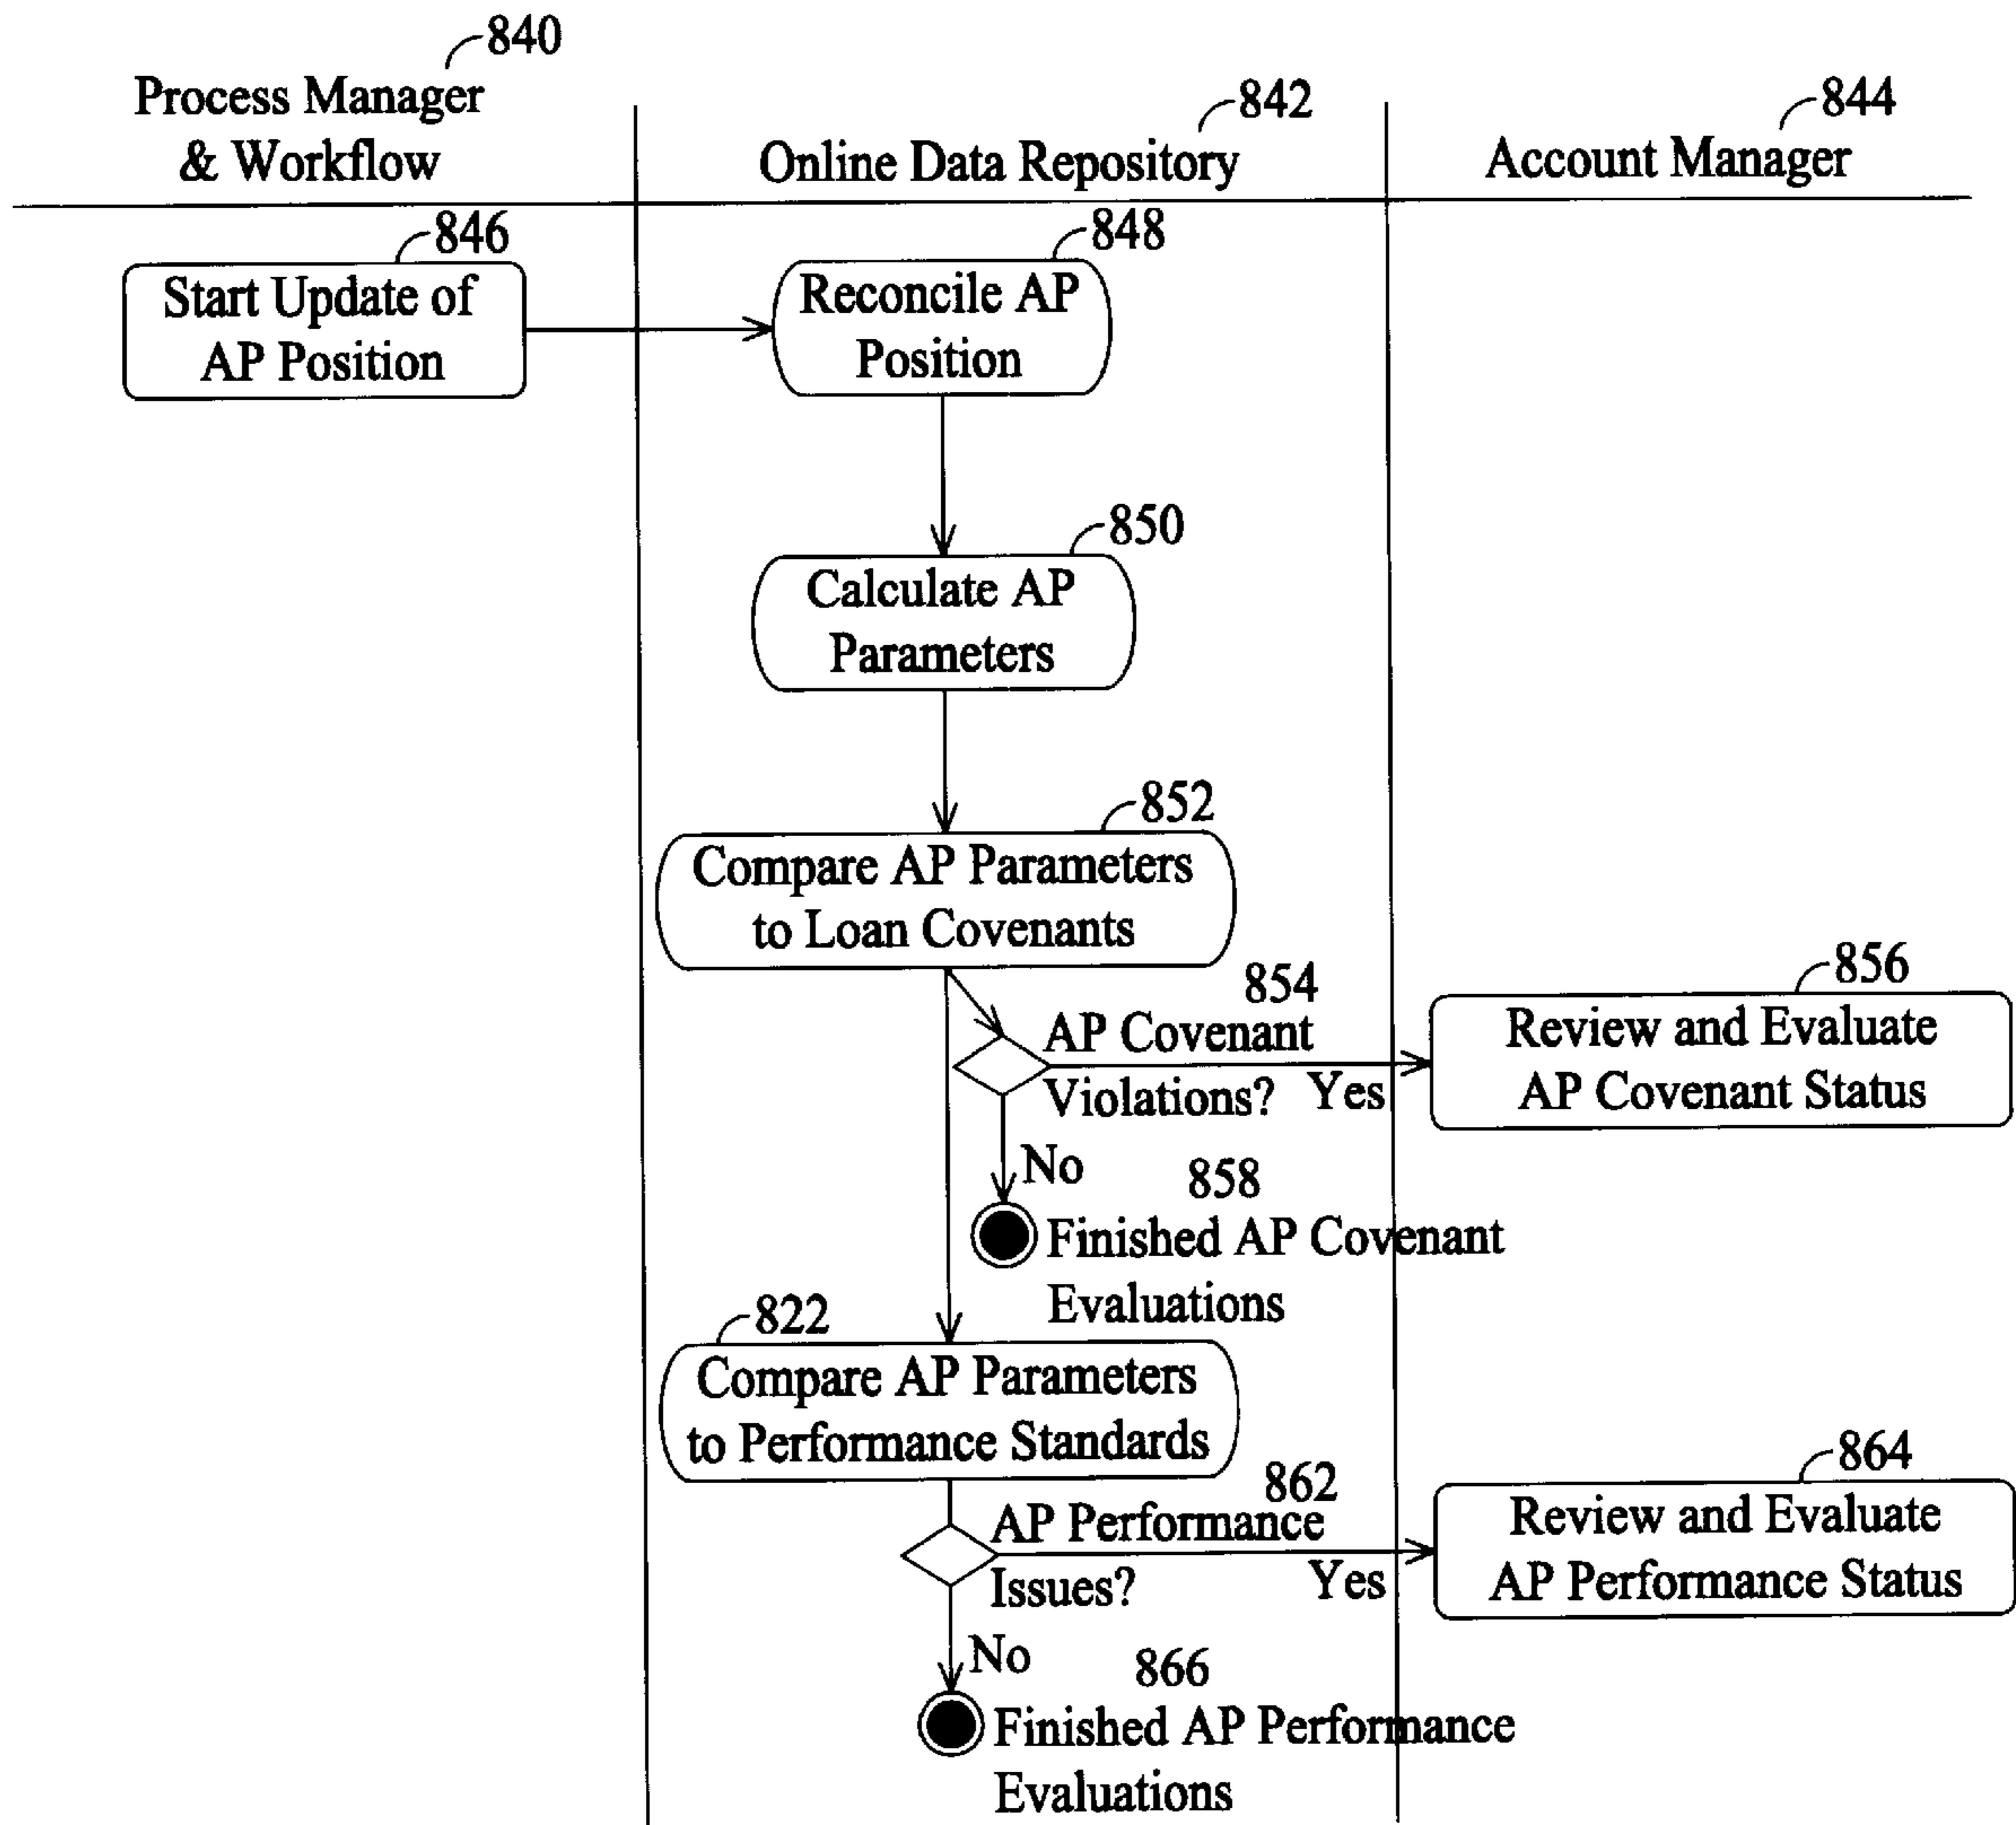 840
Process Manager
& Workflow
842
Online Data Repository
844
Account Manager
846
Start Update of
AP Position
848
Reconcile AP
Position
850
Calculate AP
Parameters
852
Compare AP Parameters
to Loan Covenants
854
AP Covenant
Violations? Yes
856
Review and Evaluate
AP Covenant Status
No
858
Finished AP Covenant
Evaluations
822
Compare AP Parameters
to Performance Standards
862
AP Performance
Issues? Yes
864
Review and Evaluate
AP Performance Status
No
866
Finished AP Performance
Evaluations